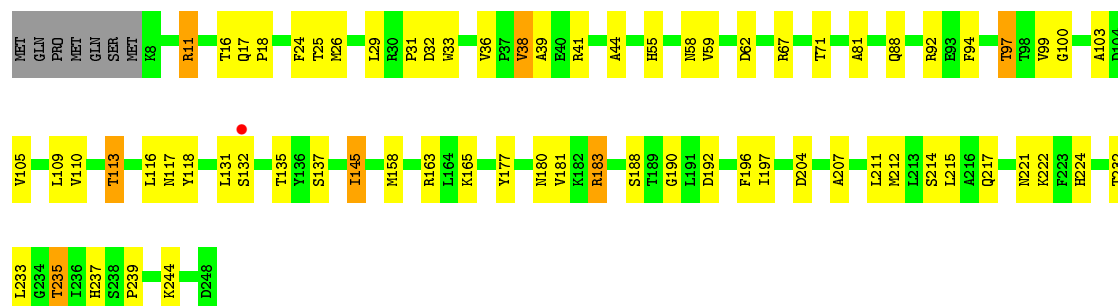 MET GLN PRO MET GLN SER MET K8 R11 T16 Q17 P18 F24 T25 M26 L29 R30 P31 D32 W33 V36 P37 V38 A39 E40 R41 A44 H55 N58 V59 D62 R67 T71 A81 Q88 R92 E93 F94 T97 T98 V99 G100 A103 D104
V105 L109 V110 T113 L116 N117 Y118 L131 S132 T135 Y136 S137 I145 M158 R163 L164 K165 Y177 N180 V181 K182 R183 S188 T189 G190 L191 D192 F196 I197 D204 A207 L211 M212 L213 S214 L215 A216 Q217 N221 K222 F223 H224 T232
L233 G234 T235 I236 H237 S238 P239 K244 D248